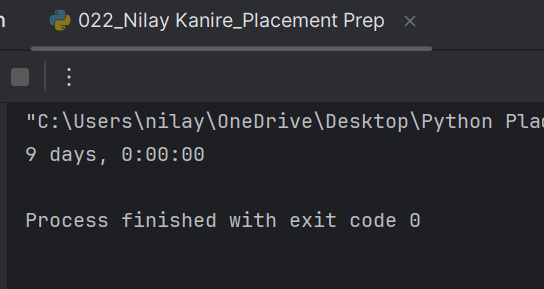 022_Nilay Kanire_Placement Prep
"C:\Users\nilay\OneDrive\Desktop\Python
9 days, 0:00:00
Process finished with exit code 0